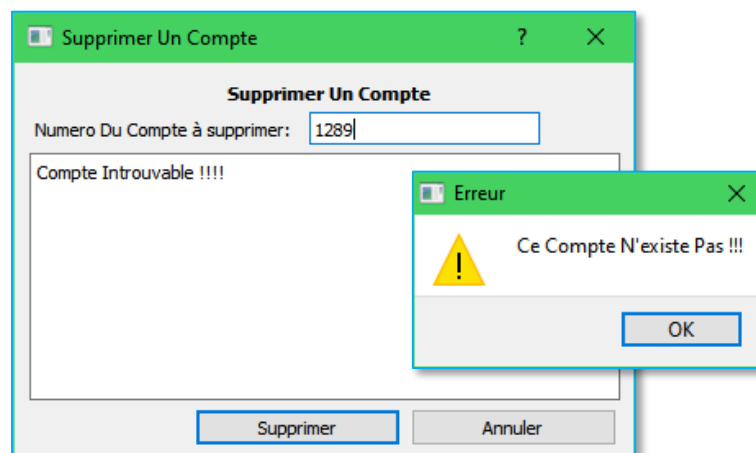 Supprimer Un Compte
?
Supprimer Un Compte
Numero Du Compte à supprimer: 1289
Compte Introuvable !!!!
Erreur
Ce Compte N'existe Pas !!!
OK
Supprimer
Annuler